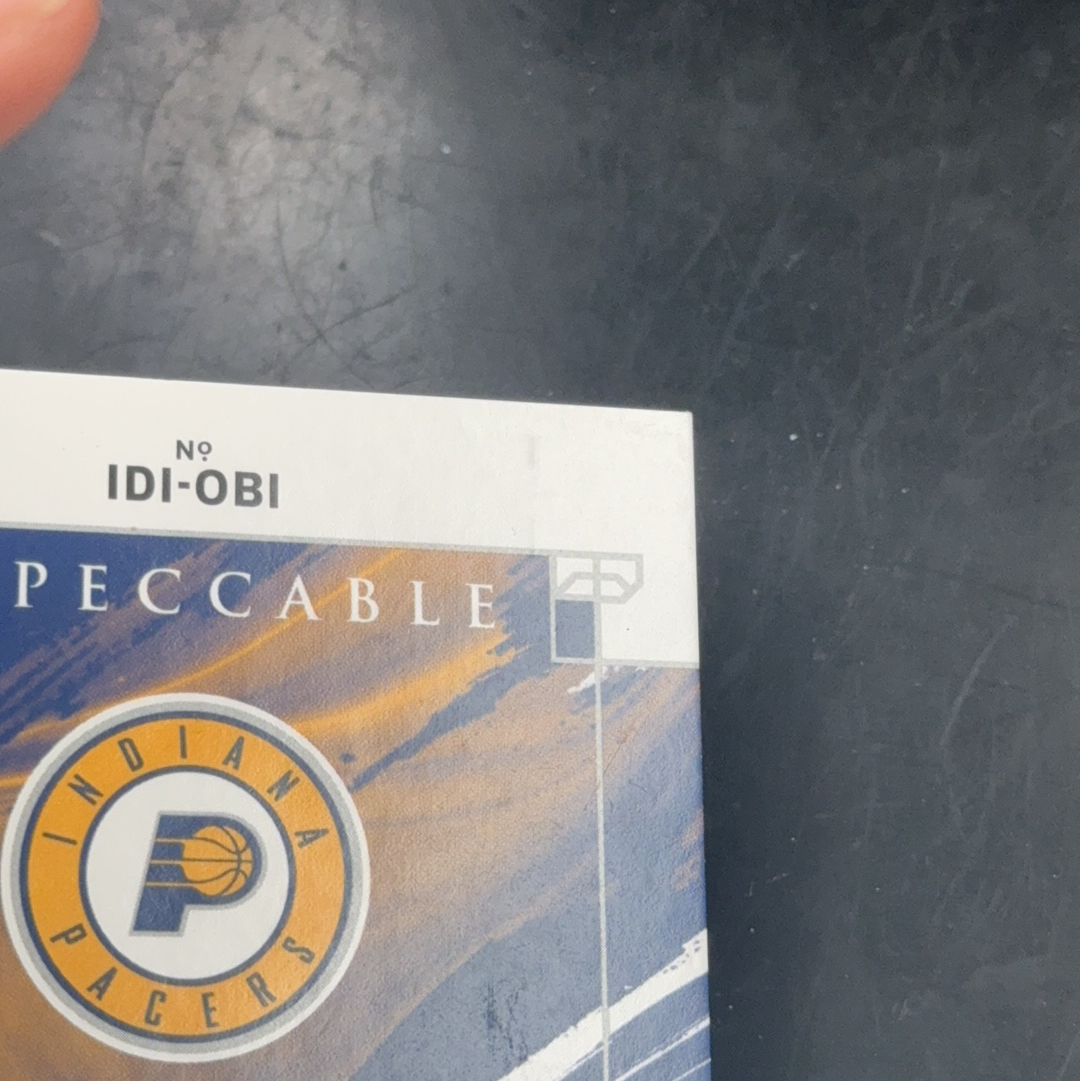 Nº
IDI-OBI
PECCABLE
INDIANA
P
PACERS